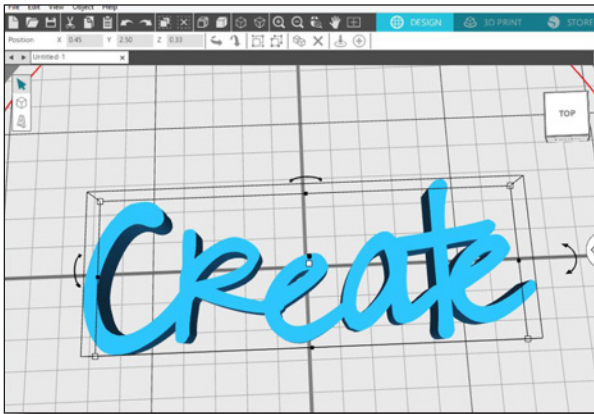 File Edit View Object Help
DESIGN 3D PRINT STORE
Position X 0.45 Y 2.50 Z 0.33
Untitled-1 x
TOP
Create